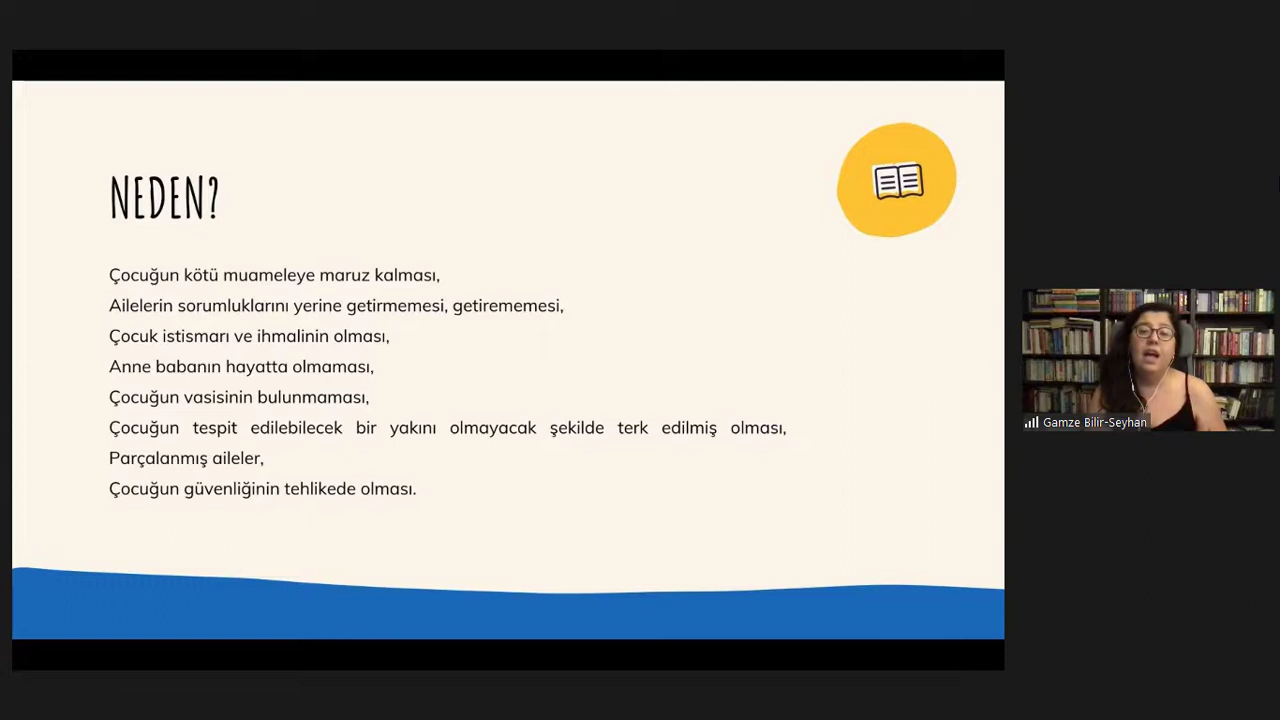 NEDEN?
Çocuğun kötü muameleye maruz kalması,
Ailelerin sorumluklarını yerine getirmemesi, getirememesi,
Çocuk istismarı ve ihmalinin olması,
Anne babanın hayatta olmaması,
Çocuğun vasisinin bulunmaması,
Çocuğun tespit edilebilecek bir yakını olmayacak şekilde terk edilmiş olması,
Parçalanmış aileler,
Çocuğun güvenliğinin tehlikede olması.
Gamze Bilir-Seyhan